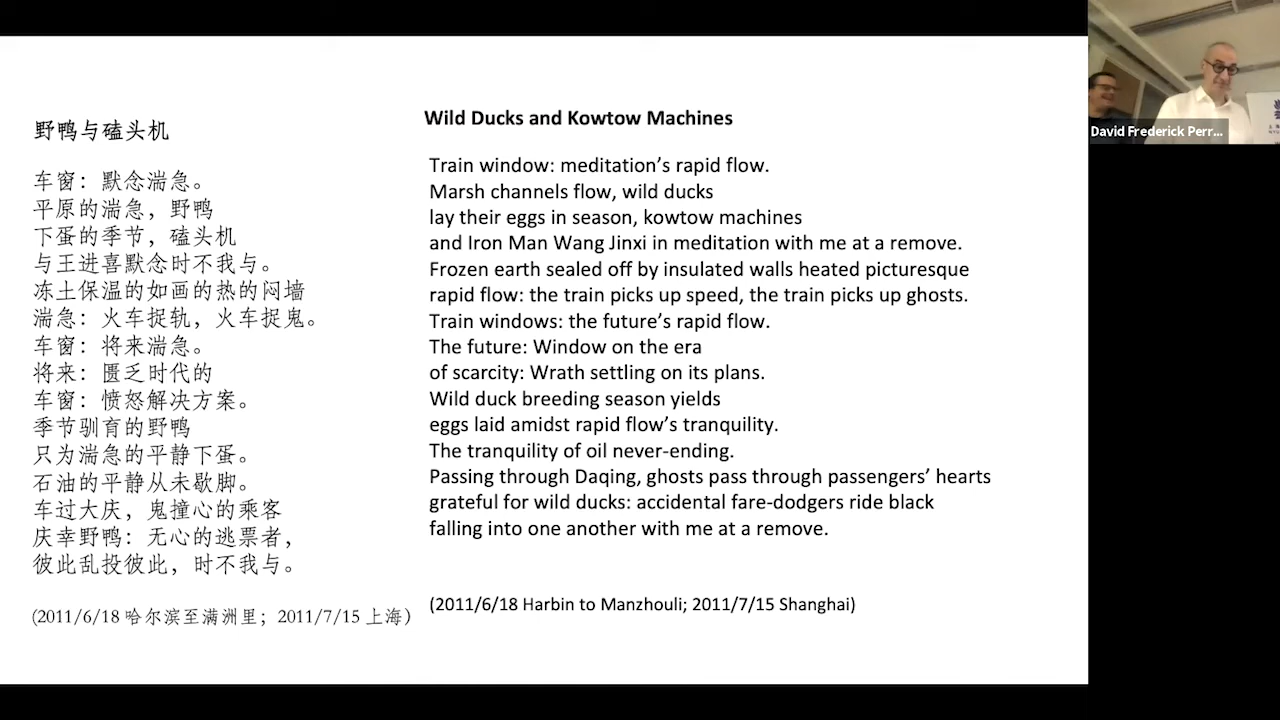 野鸭与磕头机
车窗：默念湍急。
平原的湍急，野鸭
下蛋的季节，磕头机
与王进喜默念时不我与。
冻土保温的如画的热的闷墙
湍急：火车捉轨，火车捉鬼。
车窗：将来湍急。
将来：匮乏时代的
车窗：愤怒解决方案。
季节驯育的野鸭
只为湍急的平静下蛋。
石油的平静从未歇脚。
车过大庆，鬼撞心的乘客
庆幸野鸭：无心的逃票者，
彼此乱投彼此，时不我与。
(2011/6/18 哈尔滨至满洲里；2011/7/15 上海）
Wild Ducks and Kowtow Machines
Train window: meditation’s rapid flow.
Marsh channels flow, wild ducks
lay their eggs in season, kowtow machines
and Iron Man Wang Jinxi in meditation with me at a remove.
Frozen earth sealed off by insulated walls heated picturesque
rapid flow: the train picks up speed, the train picks up ghosts.
Train windows: the future’s rapid flow.
The future: Window on the era
of scarcity: Wrath settling on its plans.
Wild duck breeding season yields
eggs laid amidst rapid flow’s tranquility.
The tranquility of oil never-ending.
Passing through Daqing, ghosts pass through passengers’ hearts
grateful for wild ducks: accidental fare-dodgers ride black
falling into one another with me at a remove.
(2011/6/18 Harbin to Manzhouli; 2011/7/15 Shanghai)
David Frederick Perr...